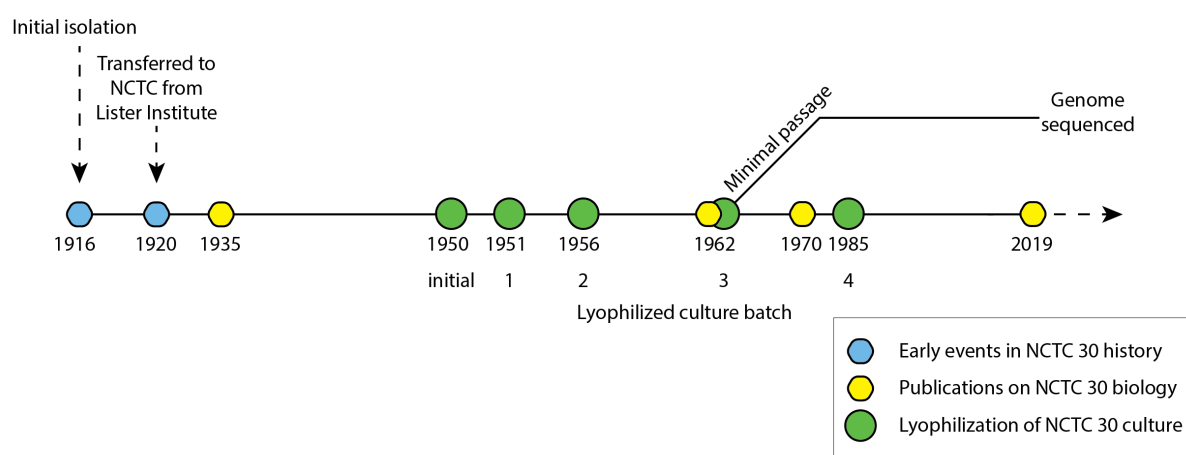 Initial isolation
Transferred to
NCTC from
Lister Institute
Minimal passage
Genome
sequenced
1916 1920 1935 1950 1951 1956 1962 1970 1985 2019
initial 1 2 3 4
Lyophilized culture batch
Early events in NCTC 30 history
Publications on NCTC 30 biology
Lyophilization of NCTC 30 culture